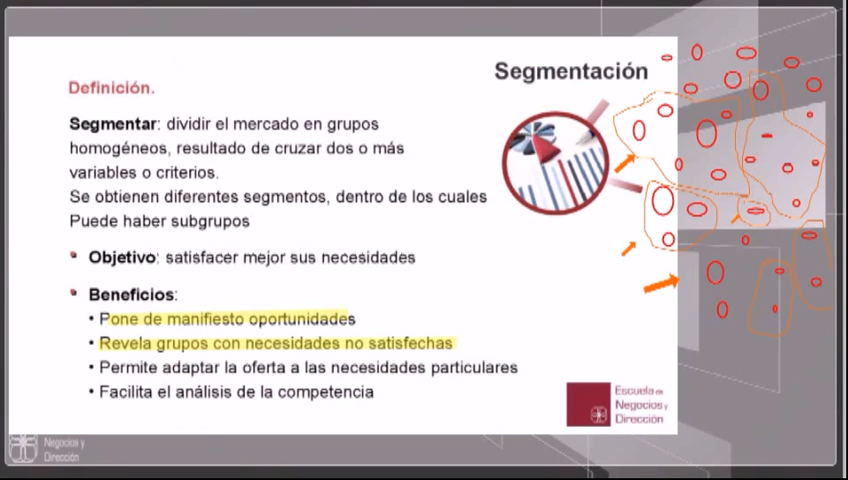 Segmentación
Definición.
Segmentar: dividir el mercado en grupos
homogéneos, resultado de cruzar dos o más
variables o criterios.
Se obtienen diferentes segmentos, dentro de los cuales
Puede haber subgrupos
Objetivo: satisfacer mejor sus necesidades
Beneficios:
• Pone de manifiesto oportunidades
• Revela grupos con necesidades no satisfechas
• Permite adaptar la oferta a las necesidades particulares
• Facilita el análisis de la competencia
Escuela de
Negocios y
Dirección
Negocios y
Dirección